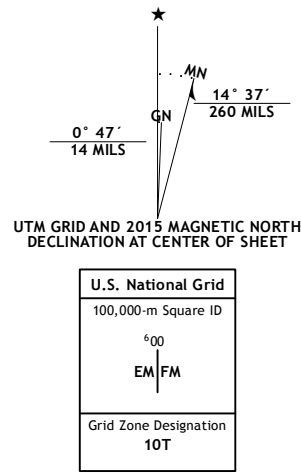 ★
MN
14° 37´
260 MILS
GN
0° 47´
14 MILS
UTM GRID AND 2015 MAGNETIC NORTH
DECLINATION AT CENTER OF SHEET
U.S. National Grid
100,000-m Square ID
⁶00
EM FM
Grid Zone Designation
10T